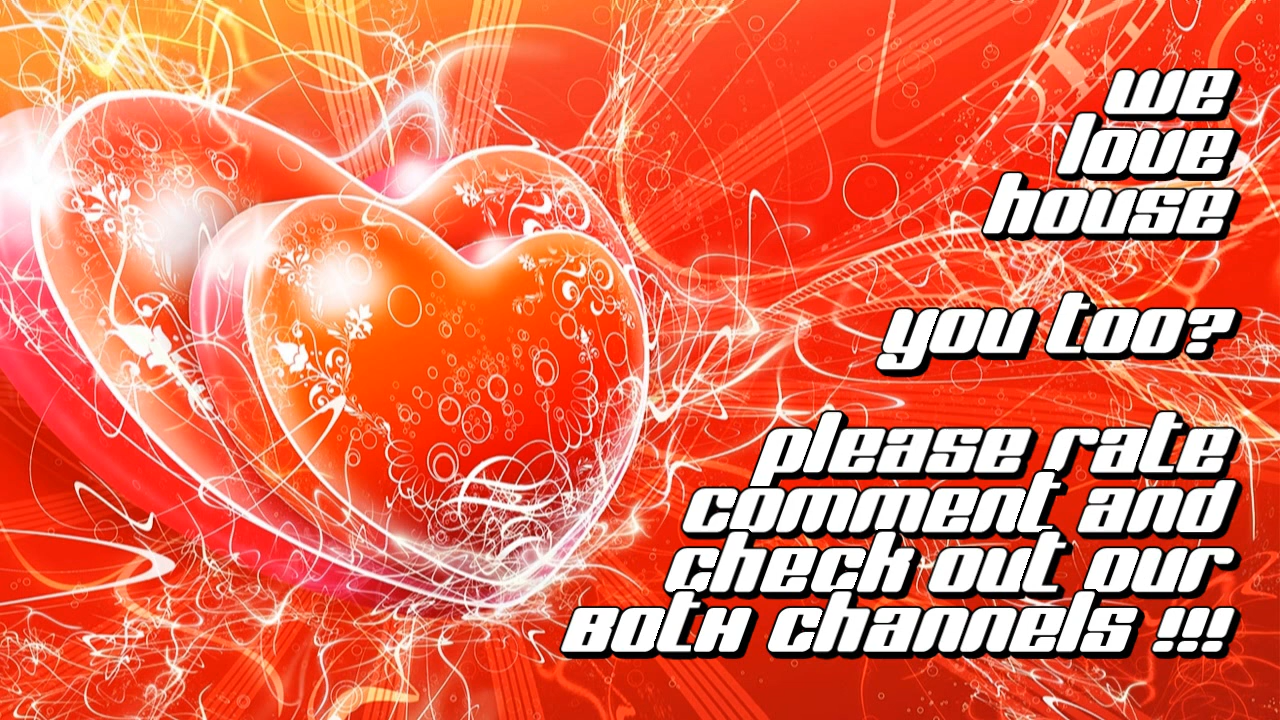 we
love
house
you too?
please rate
comment and
check out our
BOTH channels !!!